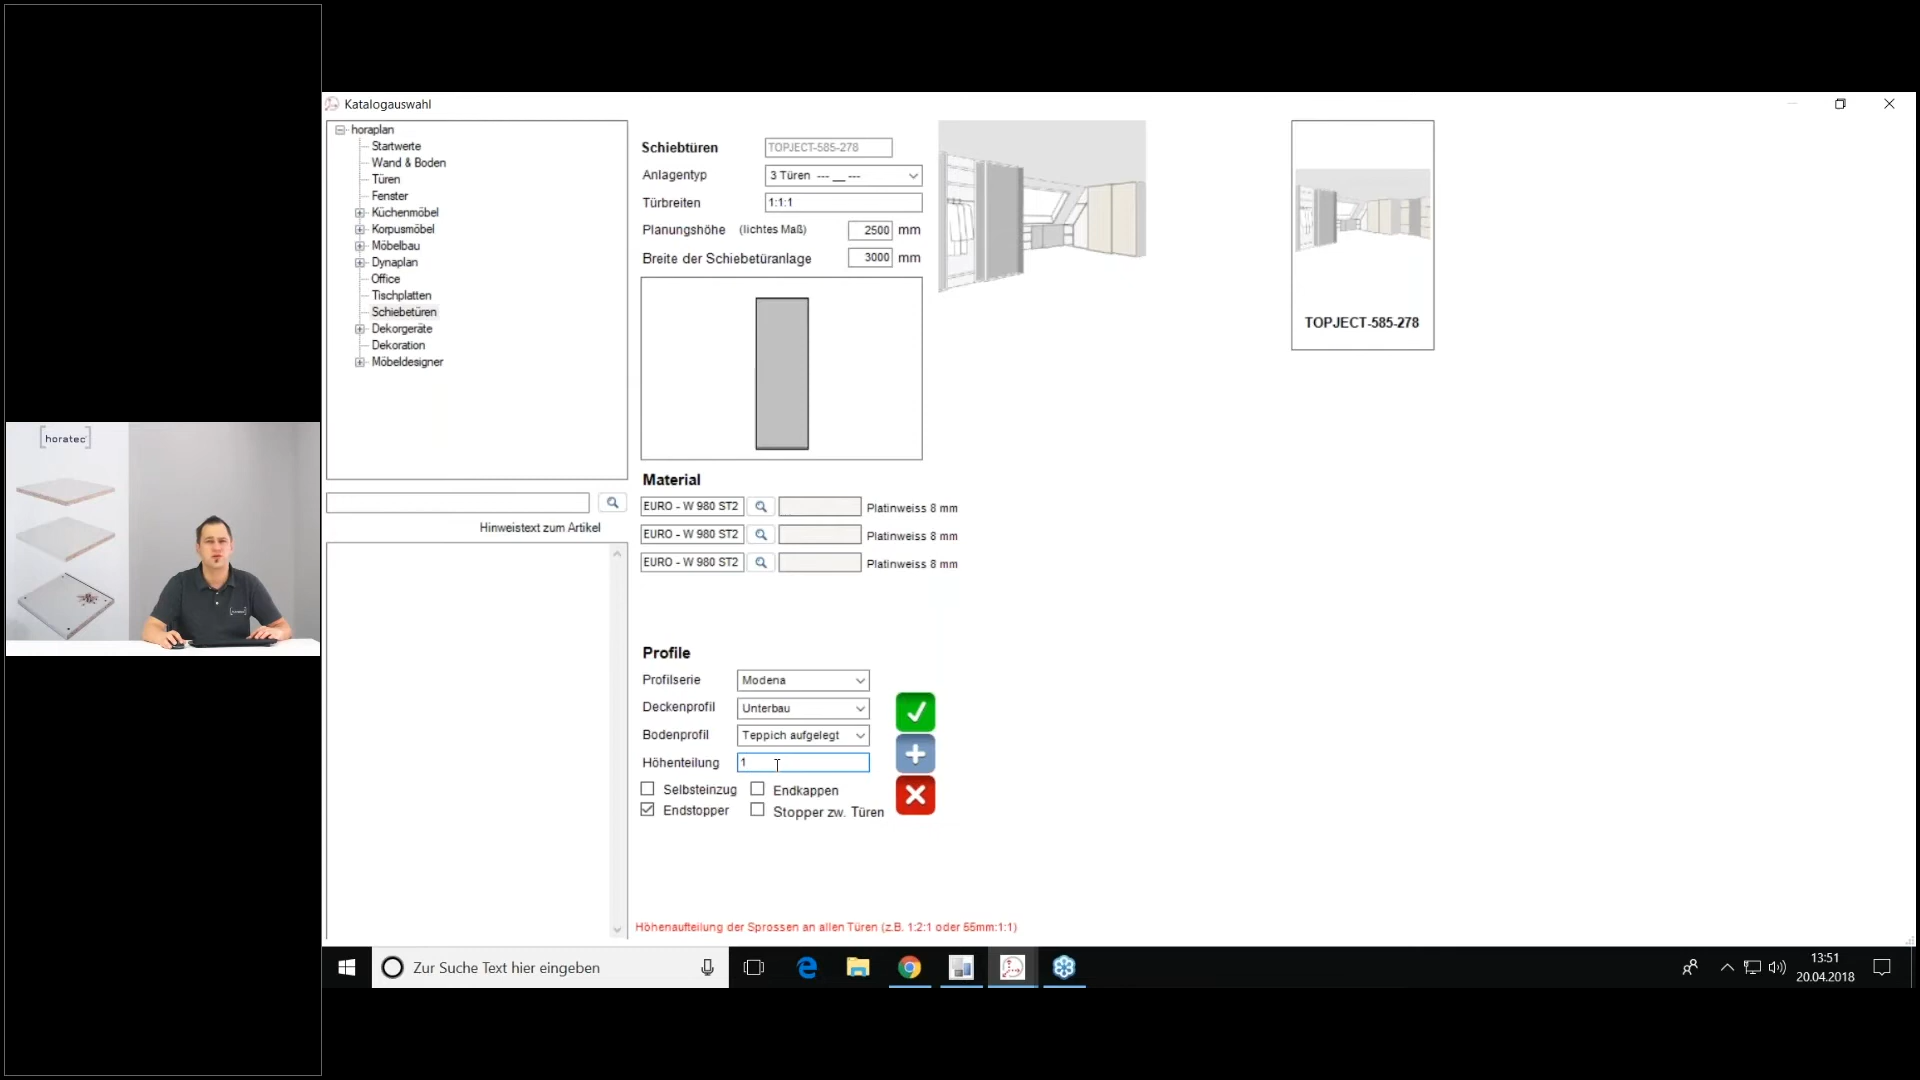 [horatec]
Katalogauswahl
horaplan
Startwerte
Wand & Boden
Türen
Fenster
Küchenmöbel
Korpusmöbel
Möbelbau
Dynaplan
Office
Tischplatten
Schiebetüren
Dekorgeräte
Dekoration
Möbeldesigner
Hinweistext zum Artikel
Schiebtüren TOPJECT-585-278
Anlagentyp 3 Türen --- __ ---
Türbreiten 1:1:1
Planungshöhe (lichtes Maß) 2500 mm
Breite der Schiebetüranlage 3000 mm
Material
EURO - W 980 ST2 Platinweiss 8 mm
EURO - W 980 ST2 Platinweiss 8 mm
EURO - W 980 ST2 Platinweiss 8 mm
Profile
Profilserie Modena
Deckenprofil Unterbau
Bodenprofil Teppich aufgelegt
Höhenteilung 1
Selbsteinzug Endkappen
Endstopper Stopper zw. Türen
Höhenaufteilung der Sprossen an allen Türen (z.B. 1:2:1 oder 55mm:1:1)
TOPJECT-585-278
Zur Suche Text hier eingeben
13:51
20.04.2018